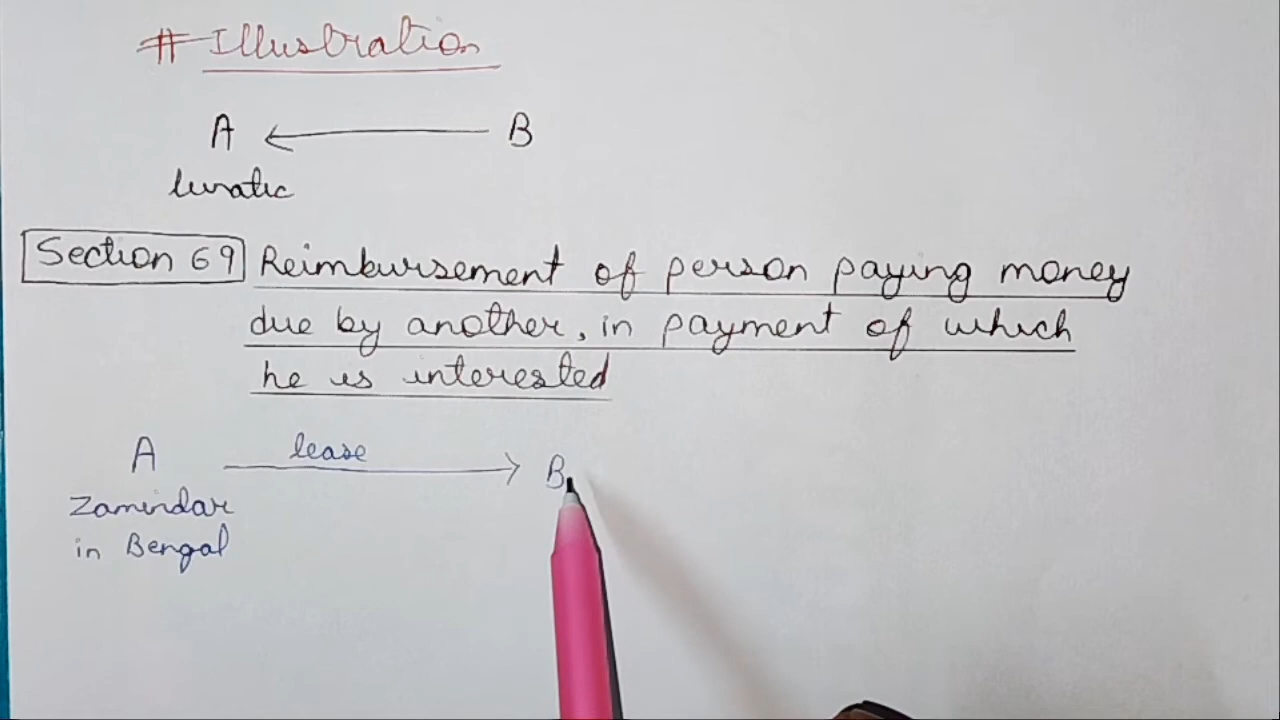 # Illustration
A ← B
lunatic
Section 69 Reimbursement of person paying money
due by another, in payment of which
he is interested
A lease → B
Zamindar
in Bengal